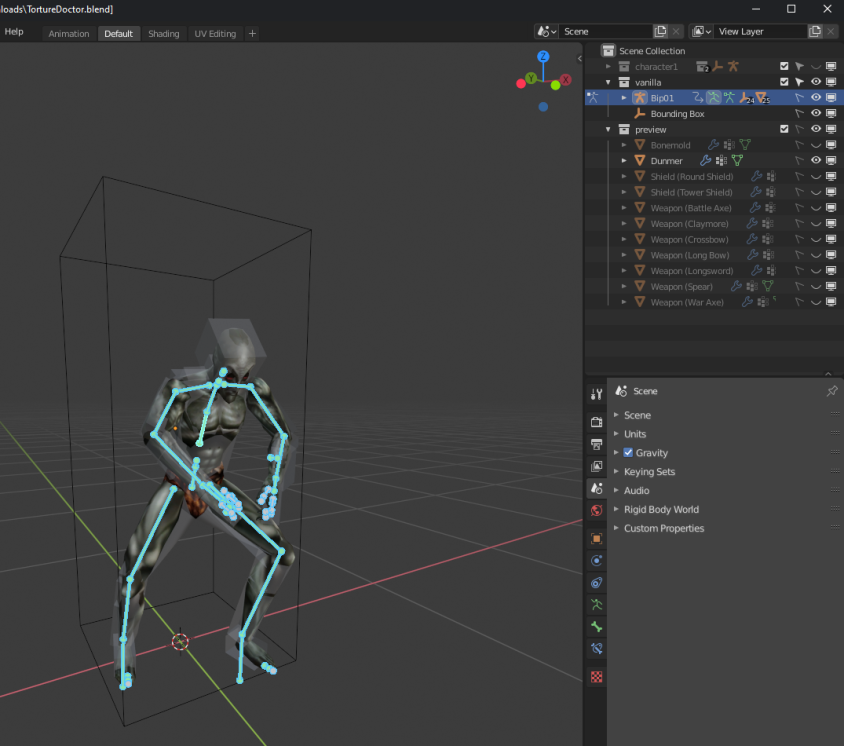 nloads\TortureDoctor.blend]
Help
Animation
Default
Shading
UV Editing
+
Scene
View Layer
Z
Y
X
Scene Collection
character1
2
vanilla
Bip01
24
25
Bounding Box
preview
Bonemold
Dunmer
Shield (Round Shield)
Shield (Tower Shield)
Weapon (Battle Axe)
Weapon (Claymore)
Weapon (Crossbow)
Weapon (Long Bow)
Weapon (Longsword)
Weapon (Spear)
Weapon (War Axe)
Scene
Scene
Units
Gravity
Keying Sets
Audio
Rigid Body World
Custom Properties